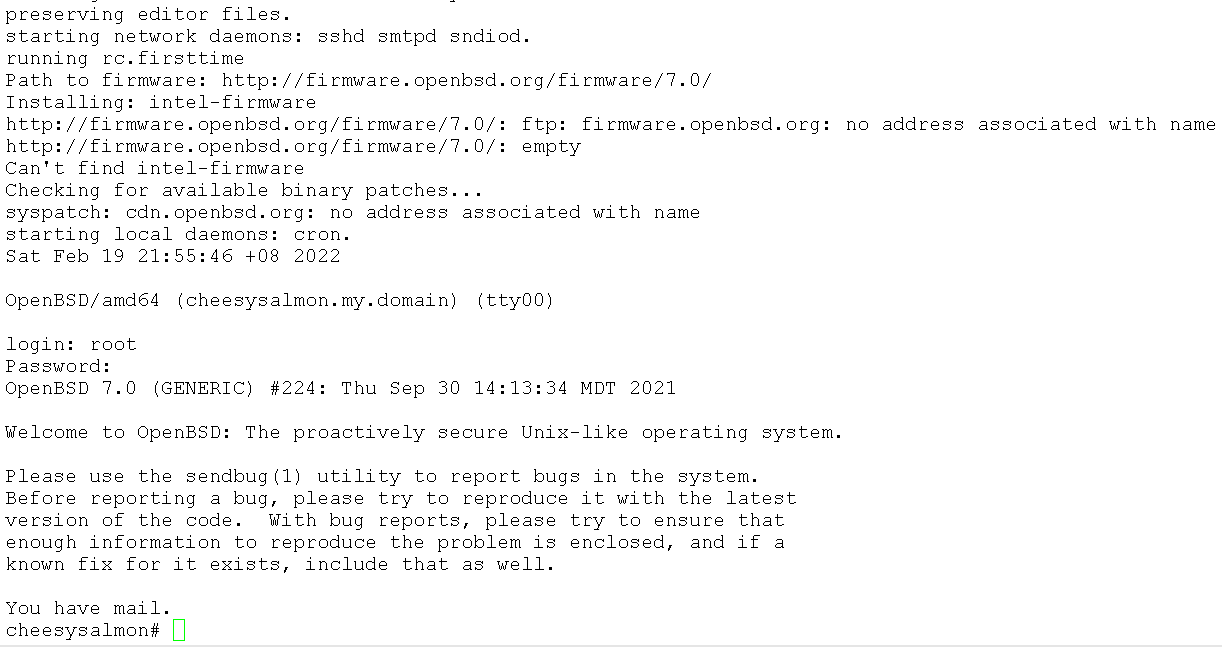 preserving editor files.
starting network daemons: sshd smtpd sndiod.
running rc.firsttime
Path to firmware: http://firmware.openbsd.org/firmware/7.0/
Installing: intel-firmware
http://firmware.openbsd.org/firmware/7.0/: ftp: firmware.openbsd.org: no address associated with name
http://firmware.openbsd.org/firmware/7.0/: empty
Can't find intel-firmware
Checking for available binary patches...
syspatch: cdn.openbsd.org: no address associated with name
starting local daemons: cron.
Sat Feb 19 21:55:46 +08 2022
OpenBSD/amd64 (cheesysalmon.my.domain) (tty00)
login: root
Password:
OpenBSD 7.0 (GENERIC) #224: Thu Sep 30 14:13:34 MDT 2021
Welcome to OpenBSD: The proactively secure Unix-like operating system.
Please use the sendbug(1) utility to report bugs in the system.
Before reporting a bug, please try to reproduce it with the latest
version of the code.  With bug reports, please try to ensure that
enough information to reproduce the problem is enclosed, and if a
known fix for it exists, include that as well.
You have mail.
cheesysalmon#